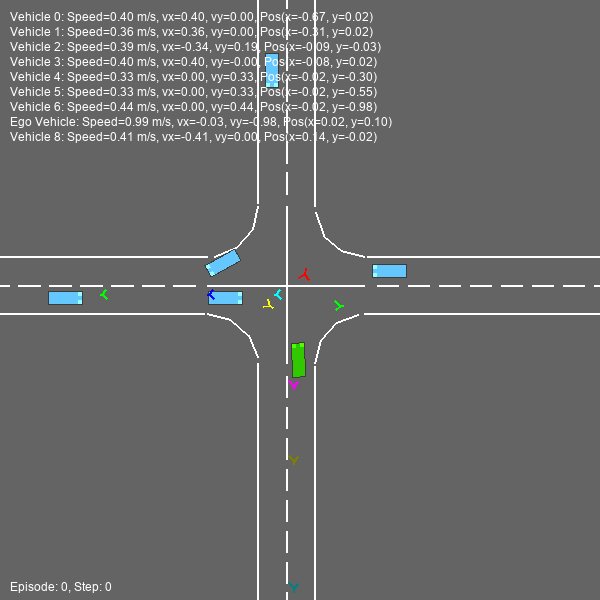 Vehicle 0: Speed=0.40 m/s, vx=0.40, vy=0.00, Pos(x=-0.67, y=0.02)
Vehicle 1: Speed=0.36 m/s, vx=0.36, vy=0.00, Pos(x=-0.31, y=0.02)
Vehicle 2: Speed=0.39 m/s, vx=-0.34, vy=0.19, Pos(x=-0.09, y=-0.03)
Vehicle 3: Speed=0.40 m/s, vx=0.40, vy=-0.00, Pos(x=-0.08, y=0.02)
Vehicle 4: Speed=0.33 m/s, vx=0.00, vy=0.33, Pos(x=-0.02, y=-0.30)
Vehicle 5: Speed=0.33 m/s, vx=0.00, vy=0.33, Pos(x=-0.02, y=-0.55)
Vehicle 6: Speed=0.44 m/s, vx=0.00, vy=0.44, Pos(x=-0.02, y=-0.98)
Ego Vehicle: Speed=0.99 m/s, vx=-0.03, vy=-0.98, Pos(x=0.02, y=0.10)
Vehicle 8: Speed=0.41 m/s, vx=-0.41, vy=0.00, Pos(x=0.14, y=-0.02)
Episode: 0, Step: 0